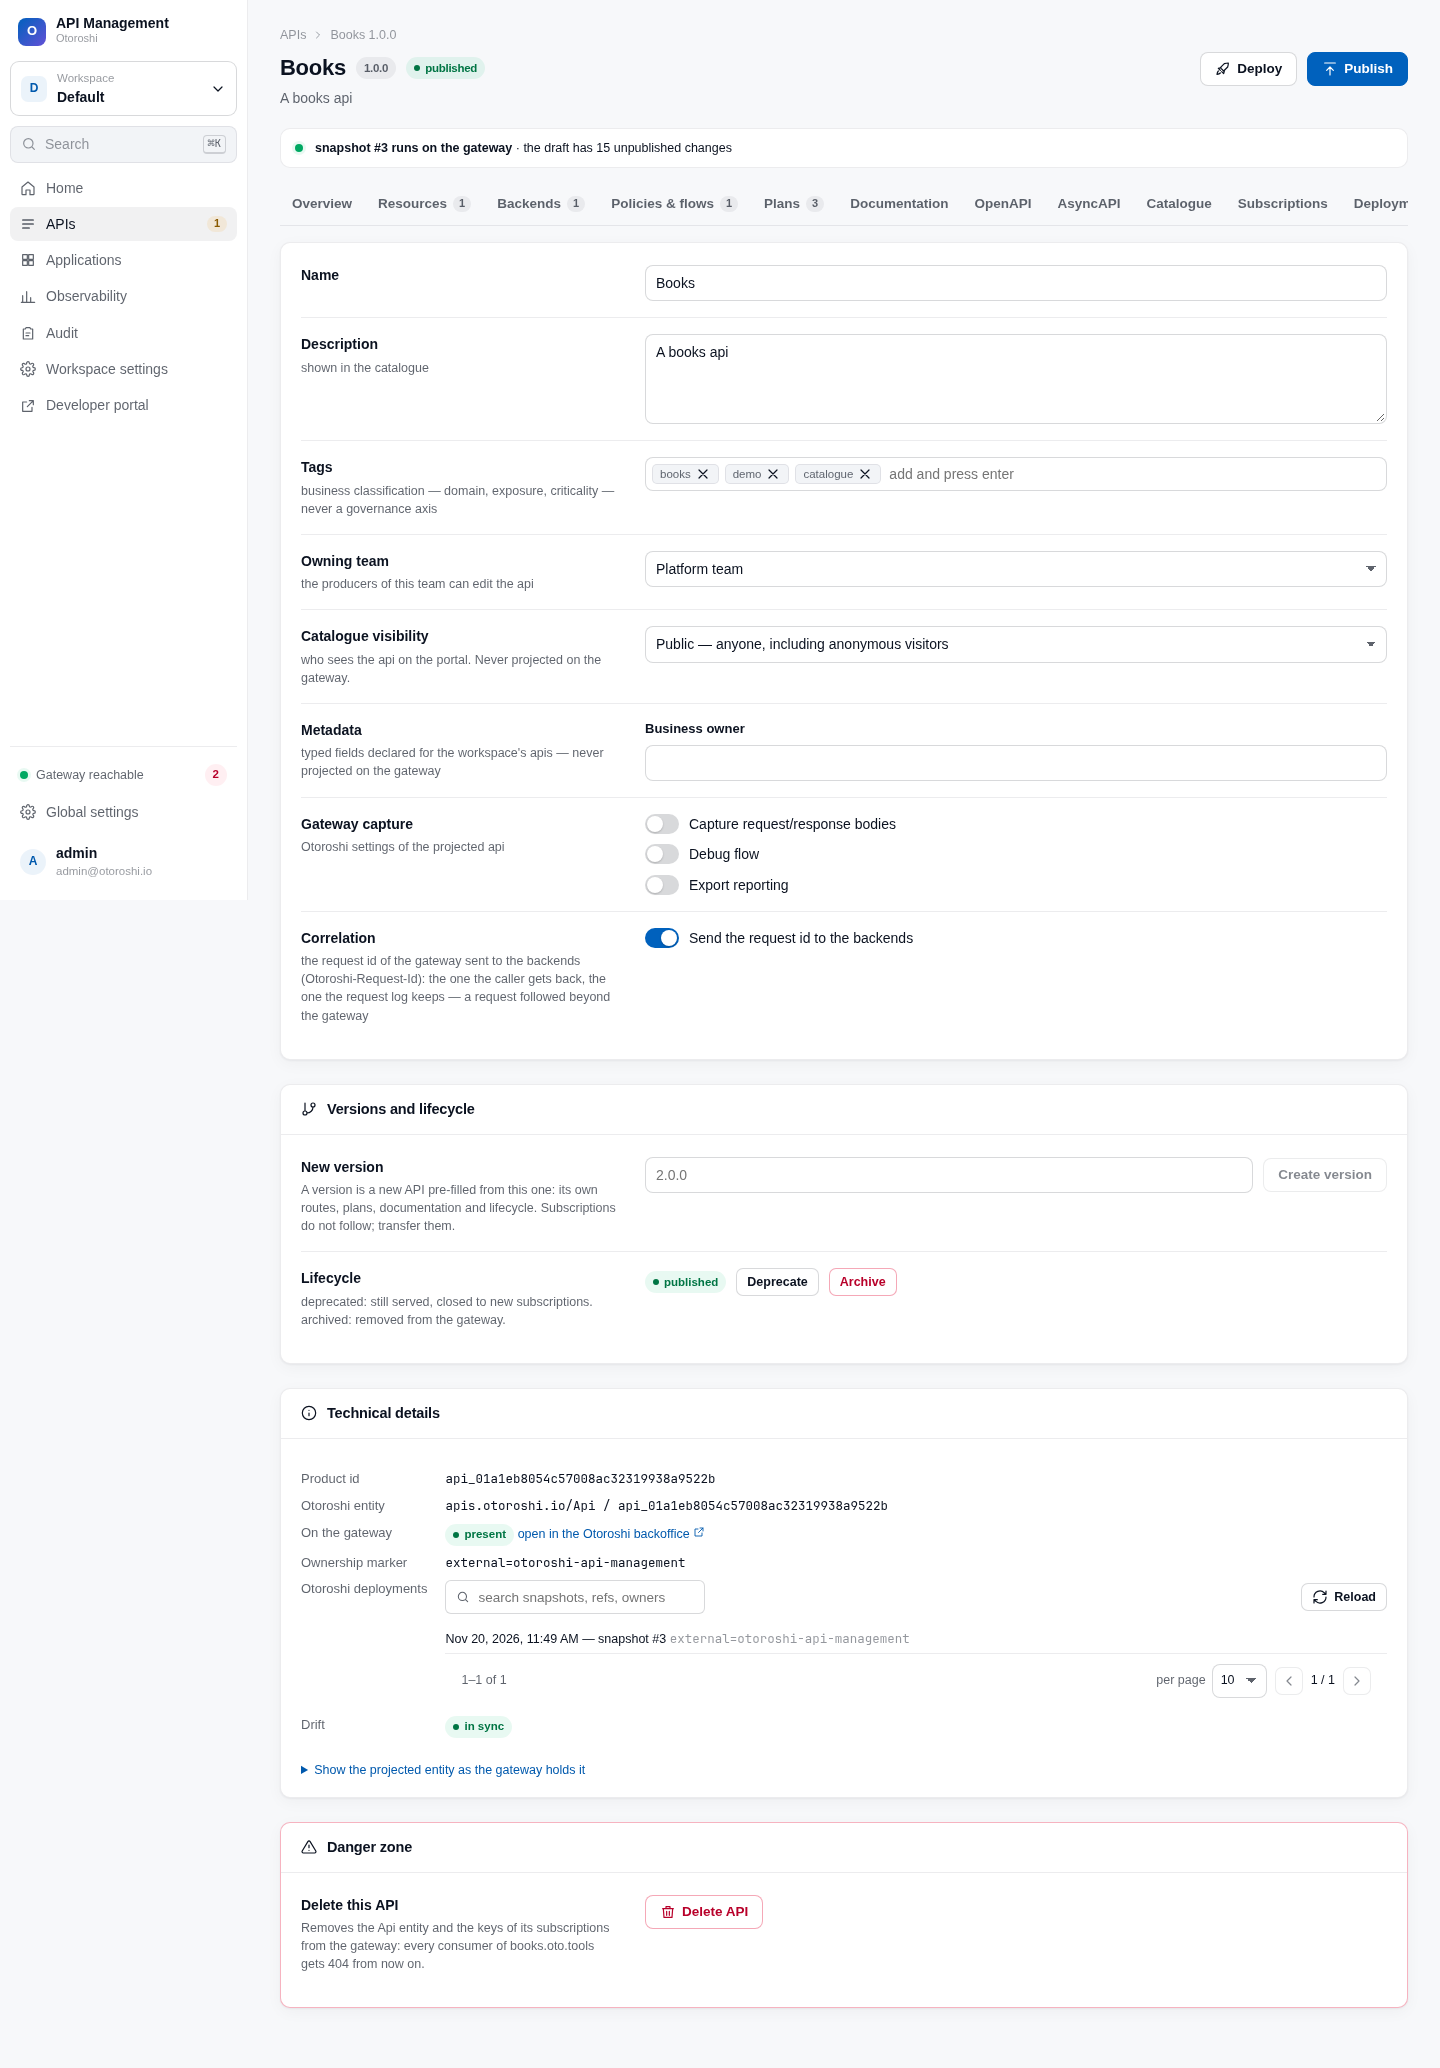 O
API Management
Otoroshi
D
Workspace
Default
Search
⌘K
Home
APIs
1
Applications
Observability
Audit
Workspace settings
Developer portal
Gateway reachable
2
Global settings
A
admin
admin@otoroshi.io
APIs
Books 1.0.0
Books
1.0.0
published
Deploy
Publish
A books api
snapshot #3 runs on the gateway · the draft has 15 unpublished changes
Overview
Resources 1
Backends 1
Policies & flows 1
Plans 3
Documentation
OpenAPI
AsyncAPI
Catalogue
Subscriptions
Deploym
Name
Books
Description
shown in the catalogue
A books api
Tags
business classification — domain, exposure, criticality —
never a governance axis
books
demo
catalogue
add and press enter
Owning team
the producers of this team can edit the api
Platform team
Catalogue visibility
who sees the api on the portal. Never projected on the
gateway.
Public — anyone, including anonymous visitors
Metadata
typed fields declared for the workspace's apis — never
projected on the gateway
Business owner
Gateway capture
Otoroshi settings of the projected api
Capture request/response bodies
Debug flow
Export reporting
Correlation
the request id of the gateway sent to the backends
(Otoroshi-Request-Id): the one the caller gets back, the
one the request log keeps — a request followed beyond
the gateway
Send the request id to the backends
Versions and lifecycle
New version
A version is a new API pre-filled from this one: its own
routes, plans, documentation and lifecycle. Subscriptions
do not follow; transfer them.
2.0.0
Create version
Lifecycle
deprecated: still served, closed to new subscriptions.
archived: removed from the gateway.
published
Deprecate
Archive
Technical details
Product id
api_01a1eb8054c57008ac32319938a9522b
Otoroshi entity
apis.otoroshi.io/Api / api_01a1eb8054c57008ac32319938a9522b
On the gateway
present
open in the Otoroshi backoffice
Ownership marker
external=otoroshi-api-management
Otoroshi deployments
search snapshots, refs, owners
Reload
Nov 20, 2026, 11:49 AM — snapshot #3 external=otoroshi-api-management
1–1 of 1
per page
10
1 / 1
Drift
in sync
Show the projected entity as the gateway holds it
Danger zone
Delete this API
Removes the Api entity and the keys of its subscriptions
from the gateway: every consumer of books.oto.tools
gets 404 from now on.
Delete API